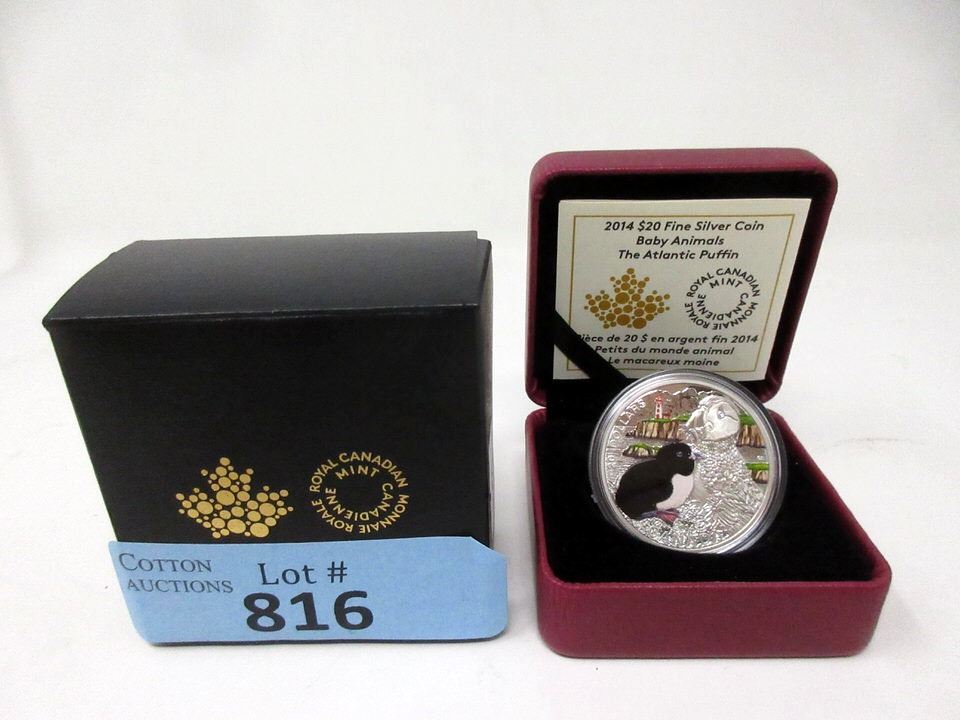 2014 $20 Fine Silver Coin
Baby Animals
The Atlantic Puffin
ROYAL CANADIAN MINT
MONNAIE ROYALE CANADIENNE
ièce de 20 $ en argent fin 2014
Petits du monde animal
Le macareux moine
DOLLARS
ROYAL CANADIAN MINT
MONNAIE ROYALE CANADIENNE
COTTON
AUCTIONS
Lot #
816